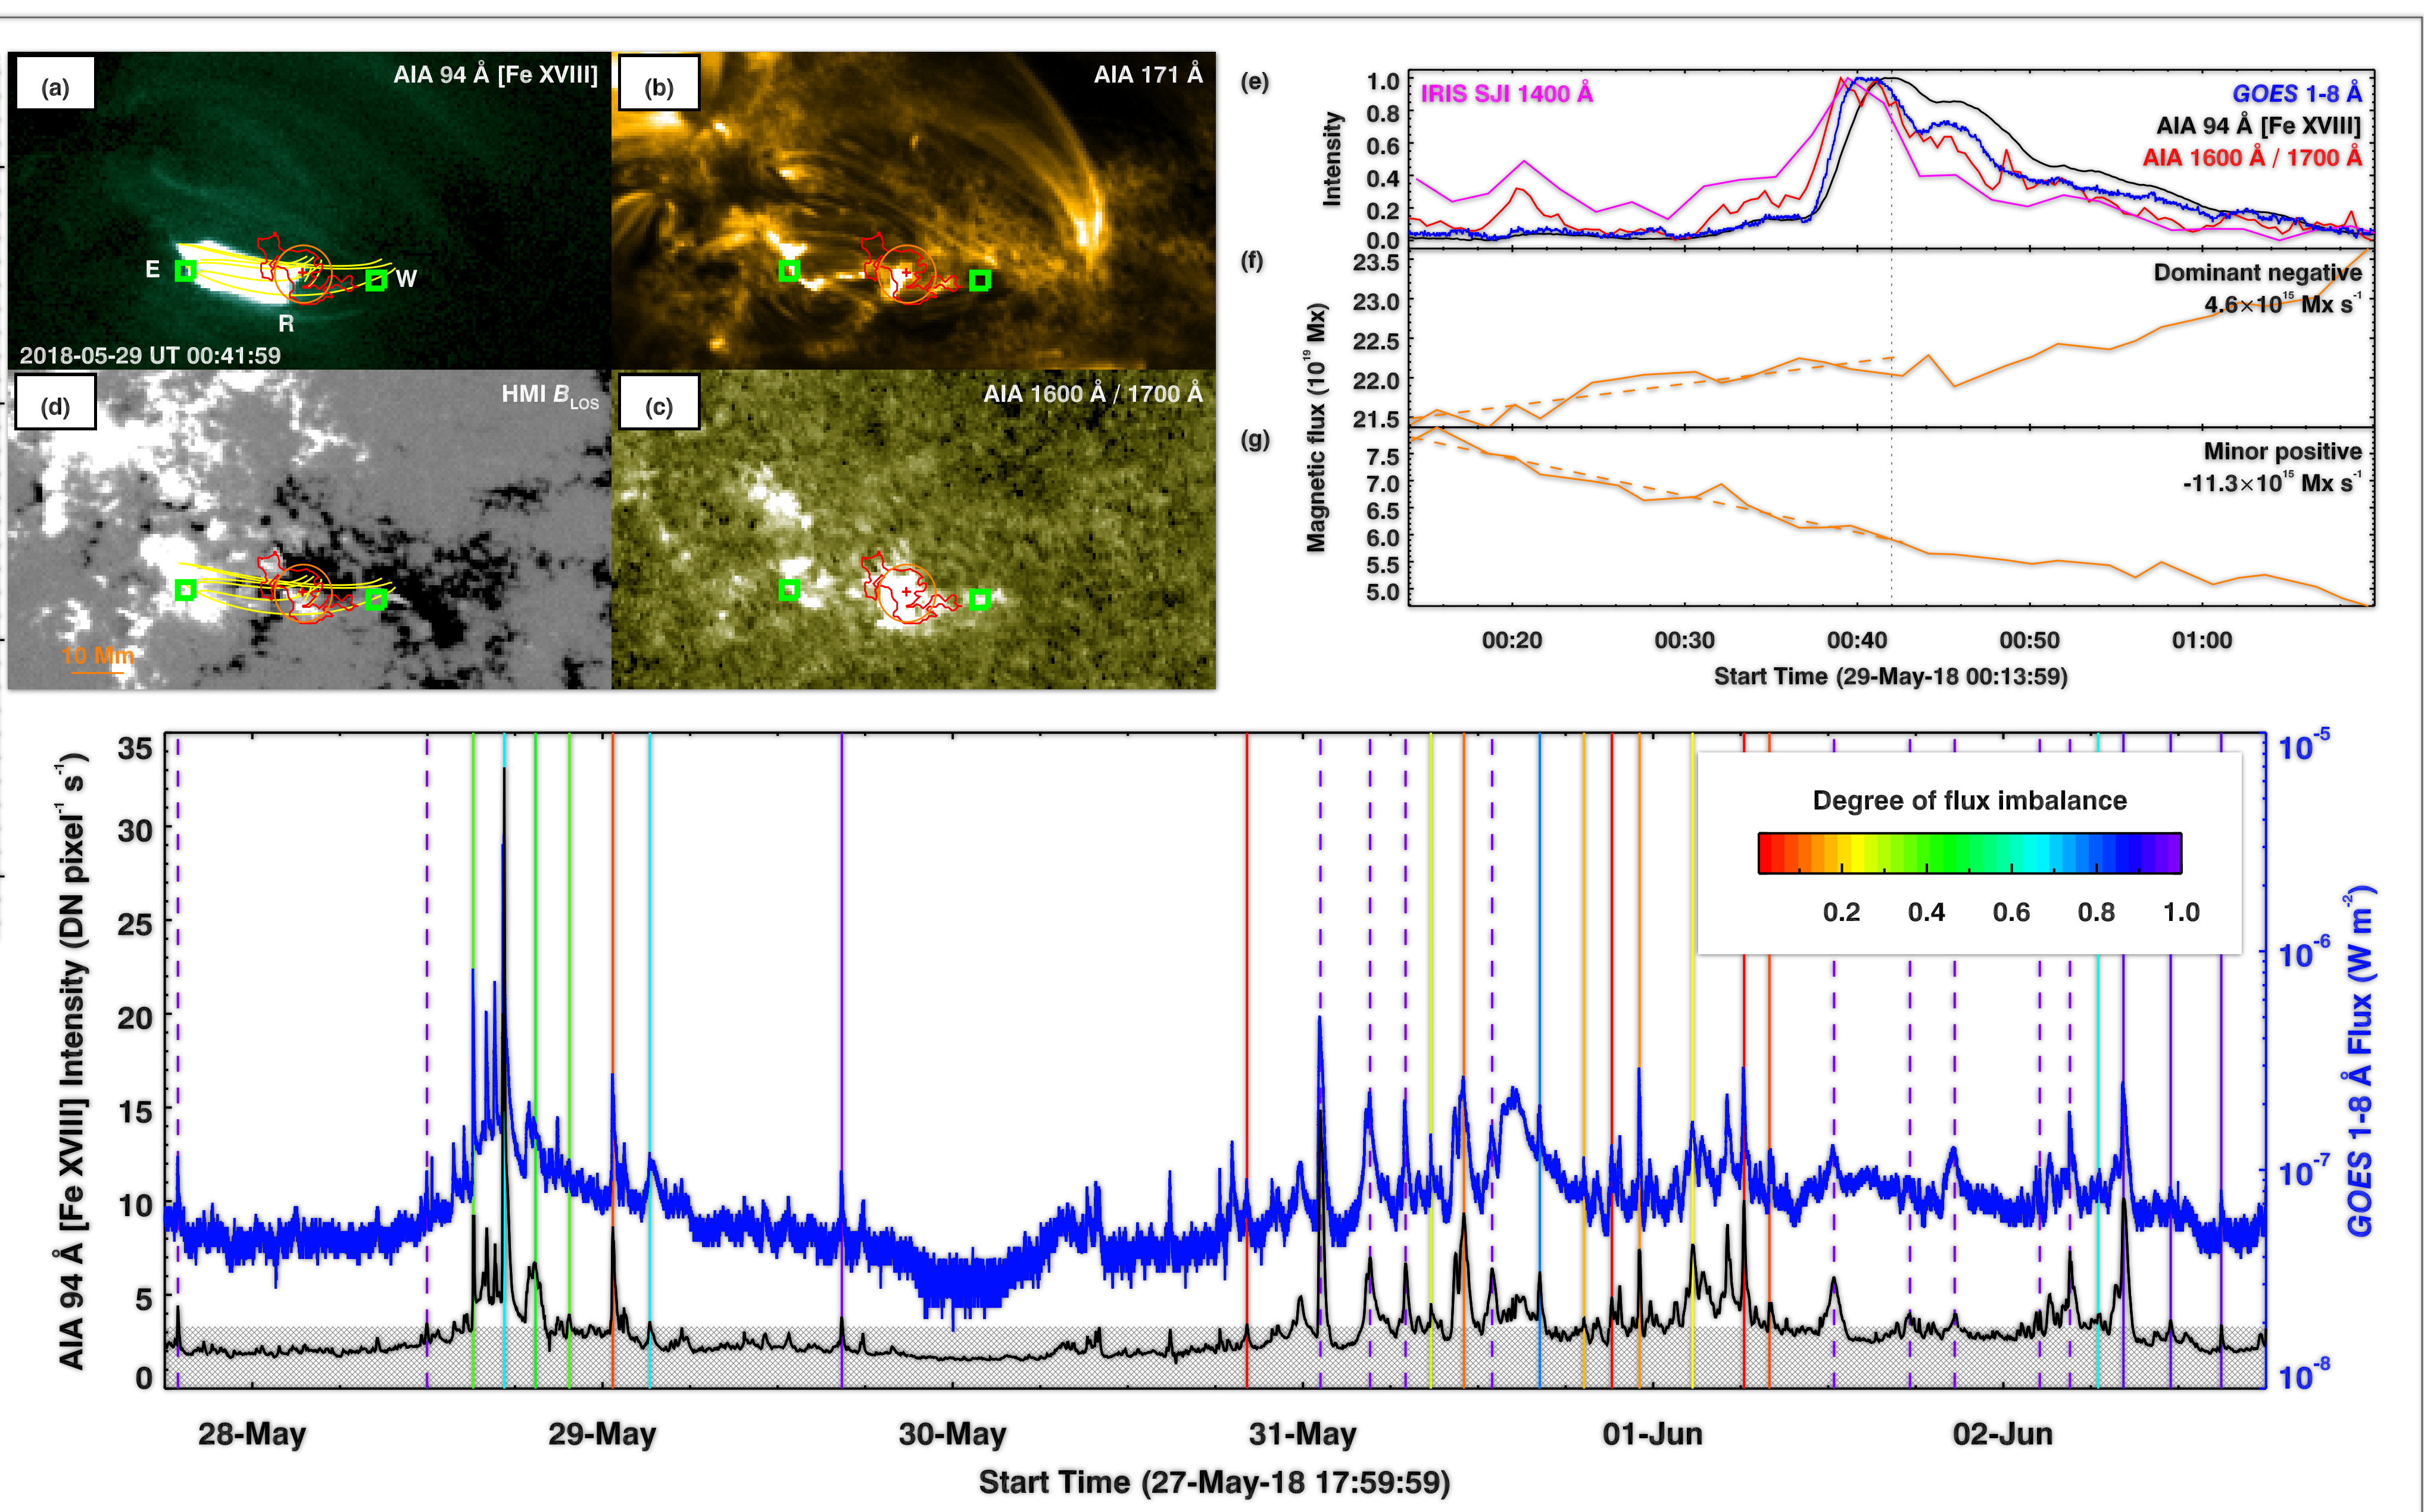 (a)
AIA 94 Å [Fe XVIII]
E
W
R
2018-05-29 UT 00:41:59
(b)
AIA 171 Å
(d)
HMI B_LOS
10 Mm
(c)
AIA 1600 Å / 1700 Å
(e)
IRIS SJI 1400 Å
GOES 1-8 Å
AIA 94 Å [Fe XVIII]
AIA 1600 Å / 1700 Å
Intensity
1.0
0.8
0.6
0.4
0.2
0.0
(f)
Dominant negative
4.6×10¹⁵ Mx s⁻¹
23.5
23.0
22.5
22.0
21.5
Magnetic flux (10¹⁹ Mx)
(g)
Minor positive
-11.3×10¹⁵ Mx s⁻¹
7.5
7.0
6.5
6.0
5.5
5.0
00:20 00:30 00:40 00:50 01:00
Start Time (29-May-18 00:13:59)
AIA 94 Å [Fe XVIII] Intensity (DN pixel⁻¹ s⁻¹)
35
30
25
20
15
10
5
0
Degree of flux imbalance
0.2 0.4 0.6 0.8 1.0
10⁻⁵
10⁻⁶
10⁻⁷
10⁻⁸
GOES 1-8 Å Flux (W m⁻²)
28-May 29-May 30-May 31-May 01-Jun 02-Jun
Start Time (27-May-18 17:59:59)